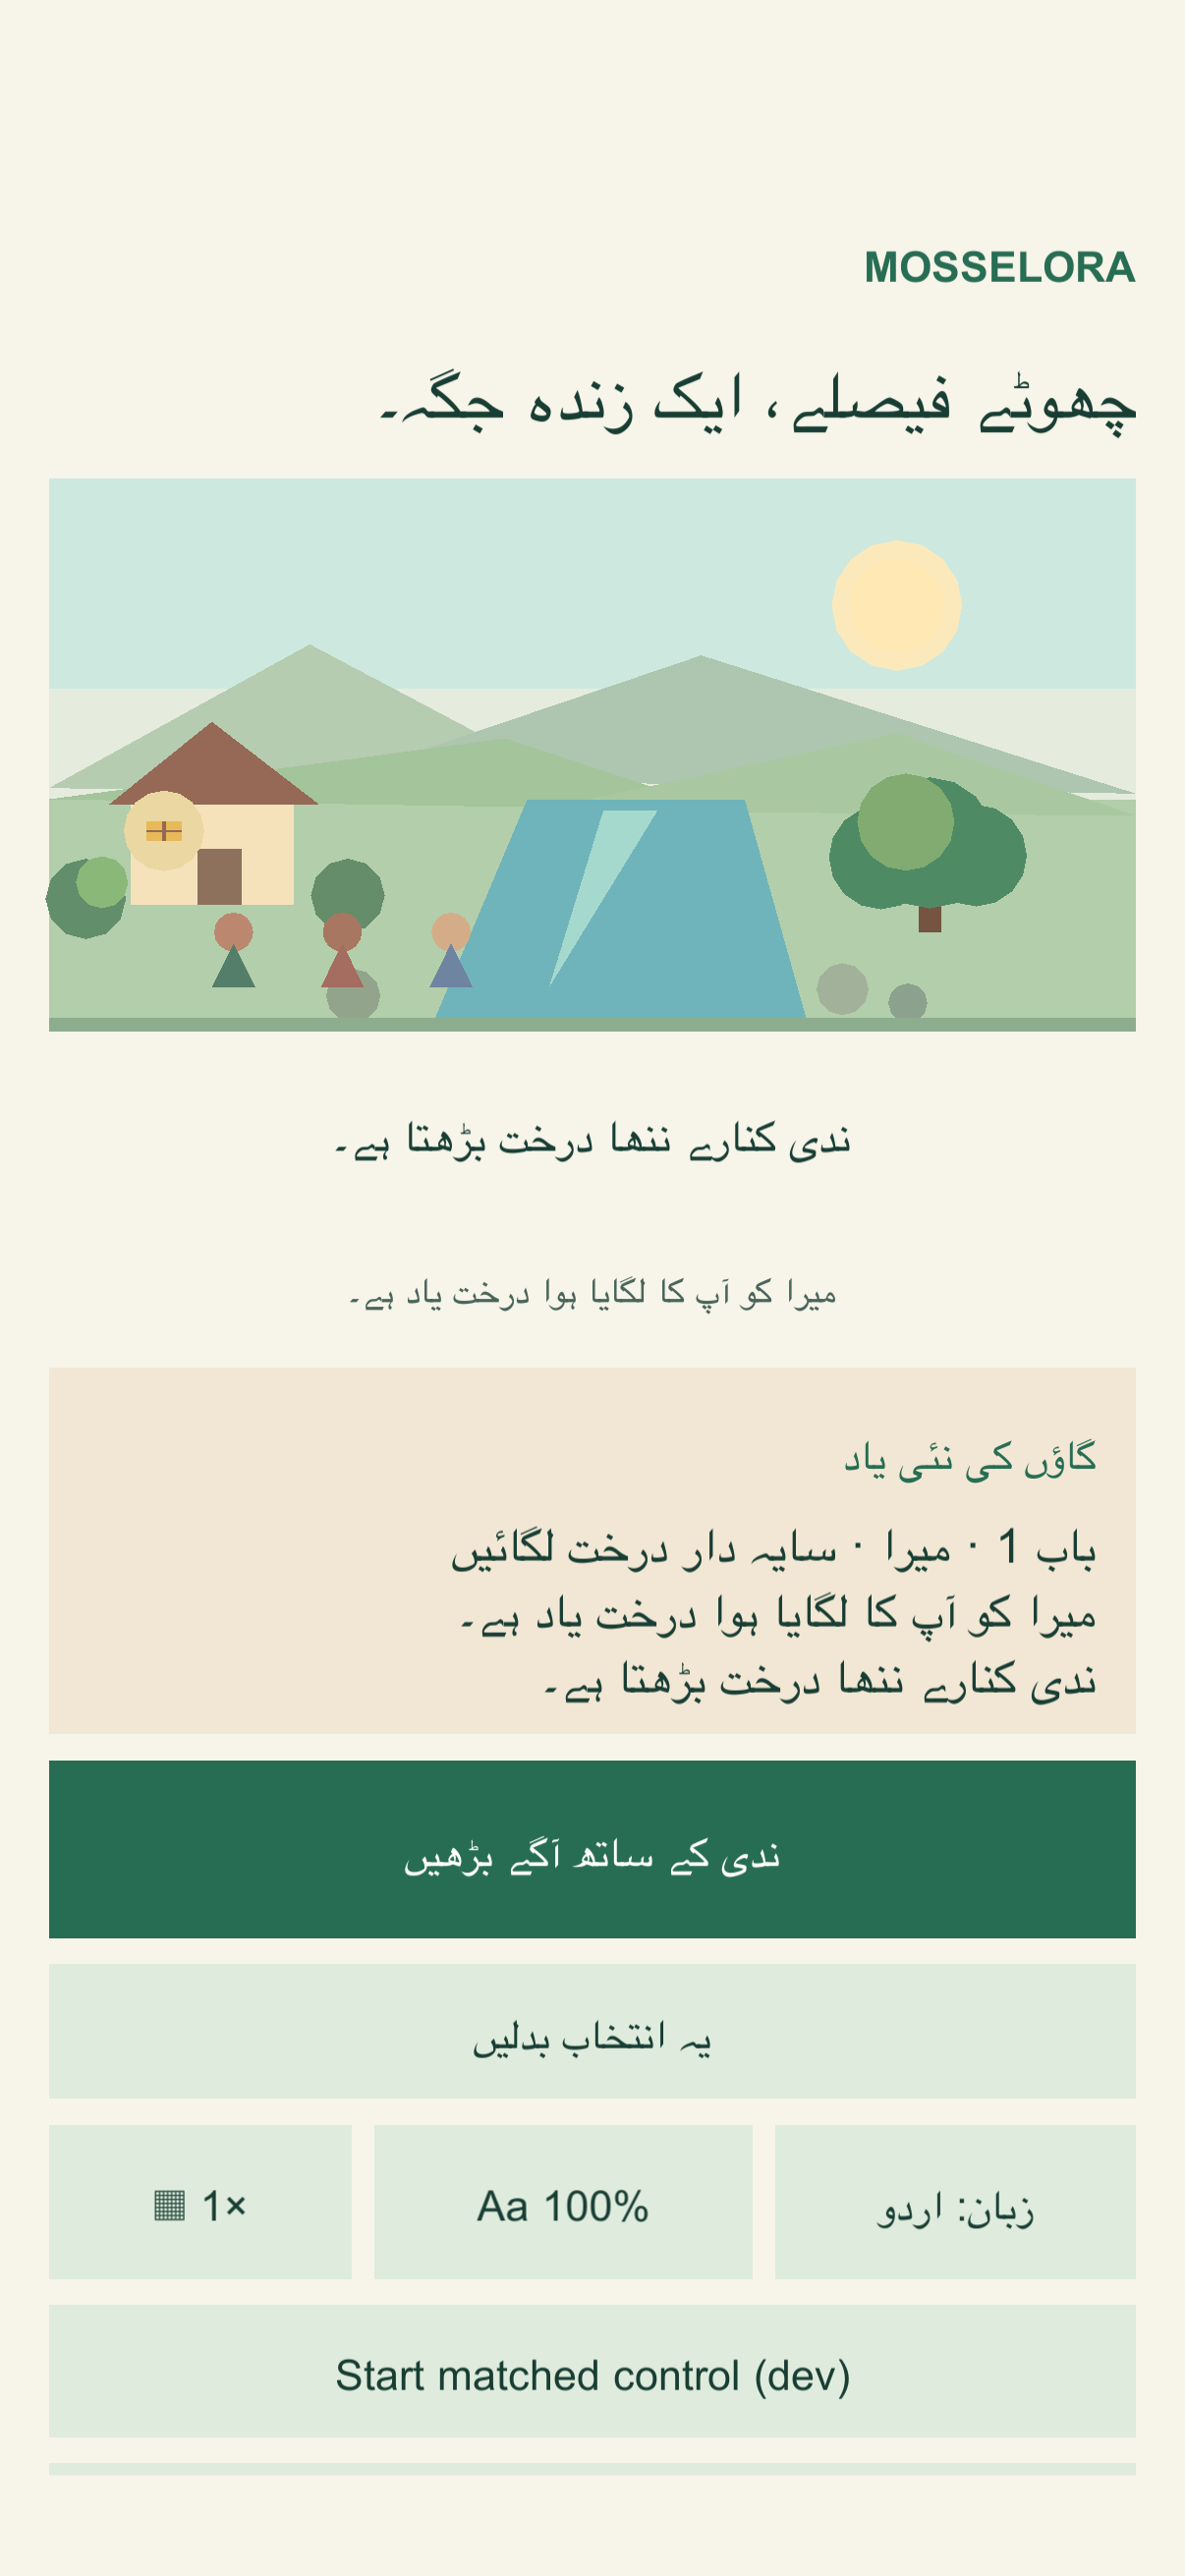 MOSSELORA
چھوٹے فیصلے، ایک زندہ جگہ۔
ندی کنارے ننھا درخت بڑھتا ہے۔
میرا کو آپ کا لگایا ہوا درخت یاد ہے۔
گاؤں کی نئی یاد
باب 1 · میرا · سایہ دار درخت لگائیں
میرا کو آپ کا لگایا ہوا درخت یاد ہے۔
ندی کنارے ننھا درخت بڑھتا ہے۔
ندی کے ساتھ آگے بڑھیں
یہ انتخاب بدلیں
زبان: اردو
Aa 100%
▦ 1×
Start matched control (dev)